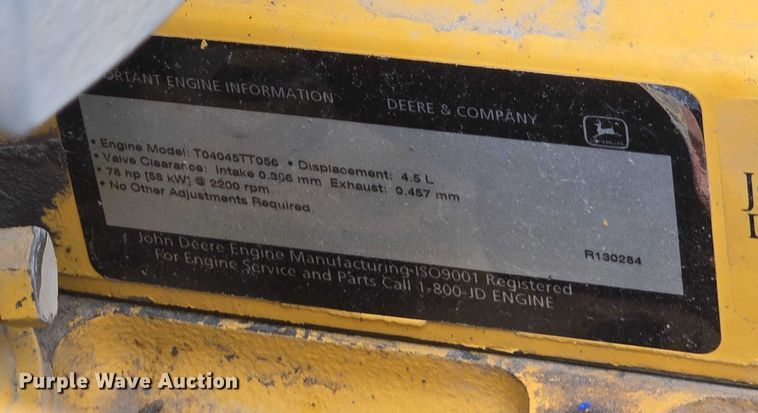 ORTANT ENGINE INFORMATION DEERE & COMPANY
• Engine Model: T04045TT056 • Displacement: 4.5 L
• Valve Clearance: Intake 0.356 mm Exhaust: 0.457 mm
• 78 hp [58 kW] @ 2200 rpm
• No Other Adjustments Required
R130284
John Deere Engine Manufacturing-ISO9001 Registered
For Engine Service and Parts Call 1-800-JD ENGINE
Purple Wave Auction